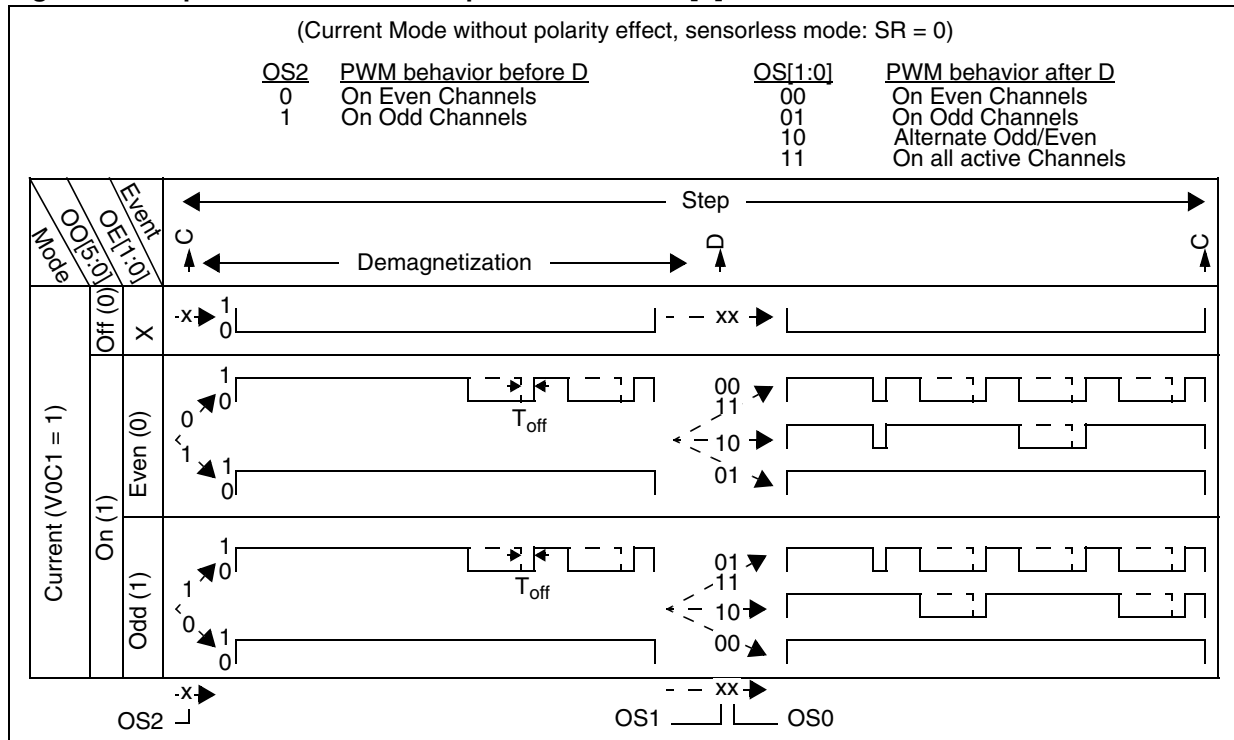 (Current Mode without polarity effect, sensorless mode: SR = 0)
OS2 PWM behavior before D
0 On Even Channels
1 On Odd Channels
OS[1:0] PWM behavior after D
00 On Even Channels
01 On Odd Channels
10 Alternate Odd/Even
11 On all active Channels
Mode
OO[5:0]
OE[1:0]
Event
Step
C
Demagnetization
D
C
Current (V0C1 = 1)
Off (0)
X
x
1
0
xx
On (1)
Even (0)
0
1
1
0
1
0
Toff
00
11
10
01
Odd (1)
1
0
1
0
1
0
Toff
01
11
10
00
x
xx
OS2
OS1
OS0